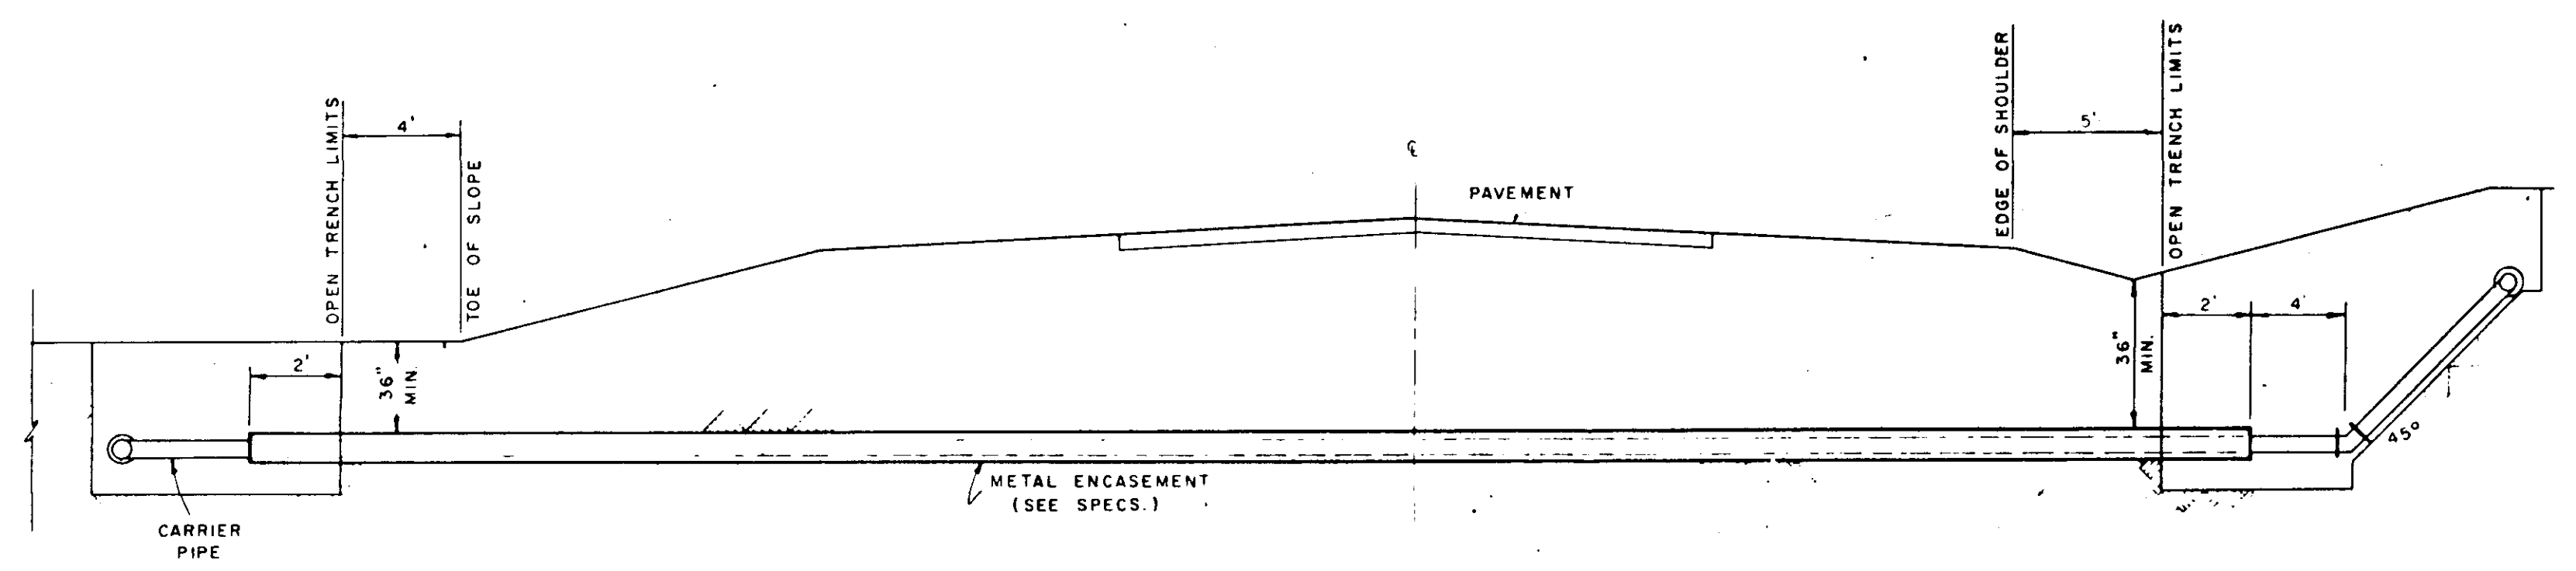 OPEN TRENCH LIMITS
4'
TOE OF SLOPE
℄
PAVEMENT
EDGE OF SHOULDER
5'
OPEN TRENCH LIMITS
2'
36"
MIN.
36"
MIN.
2'
4'
45°
METAL ENCASEMENT
(SEE SPECS.)
CARRIER
PIPE